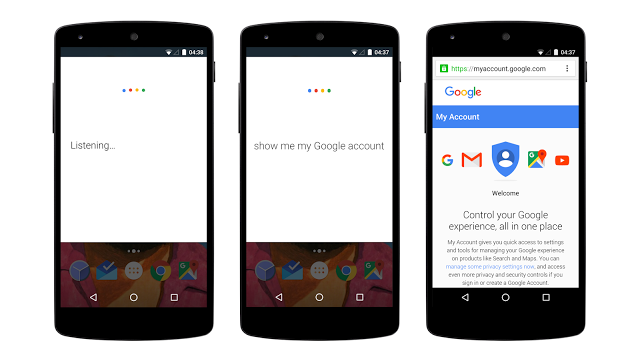 04:38
Listening...
04:37
show me my Google account
04:37
https://myaccount.google.com
Google
My Account
G
Welcome
Control your Google
experience, all in one place
My Account gives you quick access to settings
and tools for managing your Google experience
on products like Search and Maps. You can
manage some privacy settings now, and access
even more privacy and security controls if you
sign in or create a Google Account.